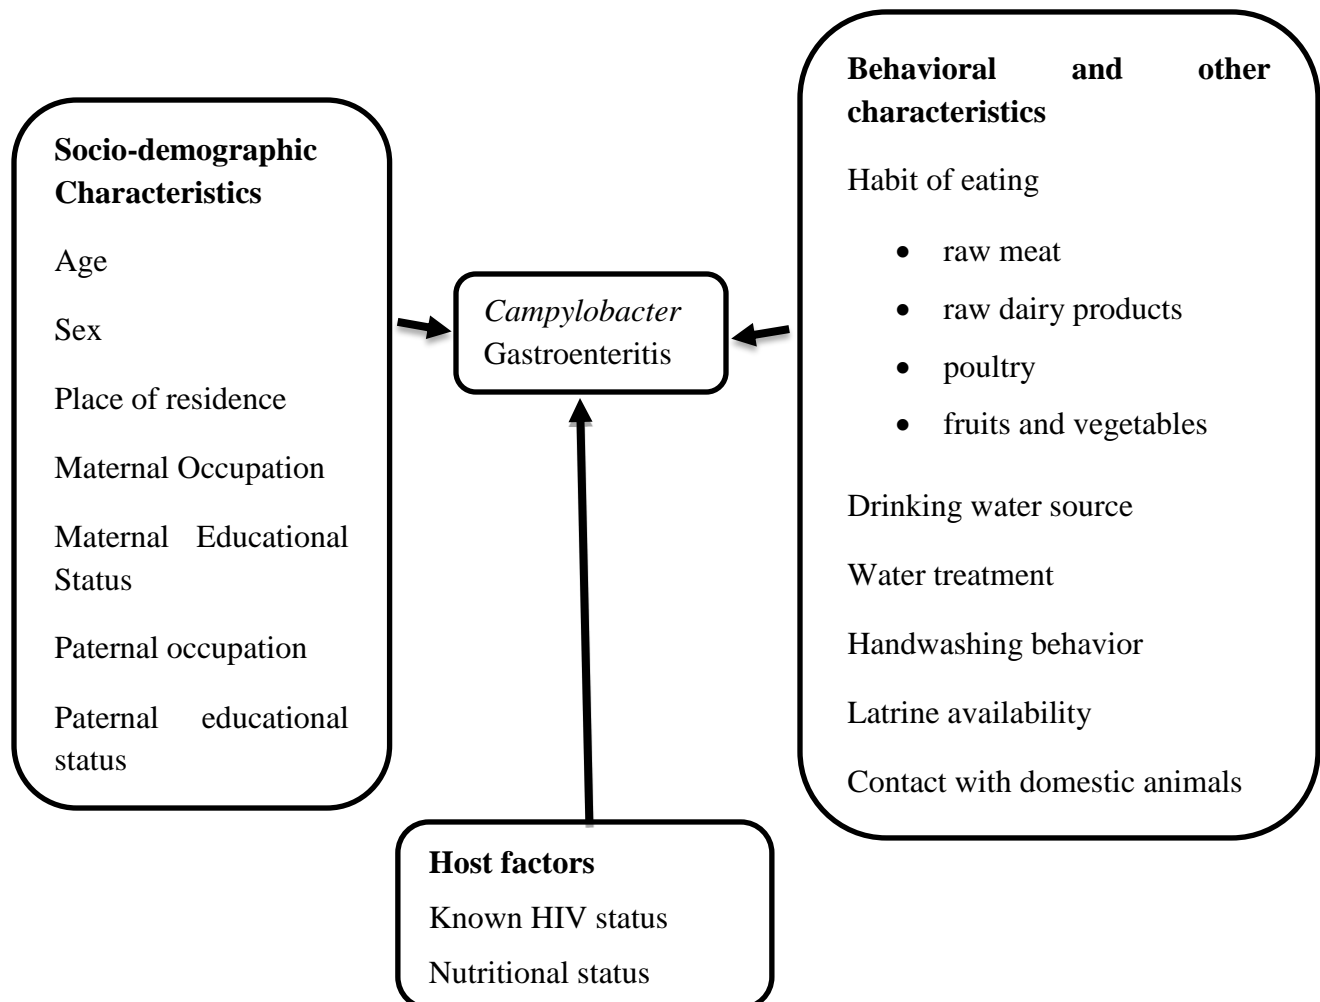 Socio-demographic
Characteristics
Age
Sex
Place of residence
Maternal Occupation
Maternal Educational
Status
Paternal occupation
Paternal educational
status
Campylobacter
Gastroenteritis
Behavioral and other
characteristics
Habit of eating
• raw meat
• raw dairy products
• poultry
• fruits and vegetables
Drinking water source
Water treatment
Handwashing behavior
Latrine availability
Contact with domestic animals
Host factors
Known HIV status
Nutritional status